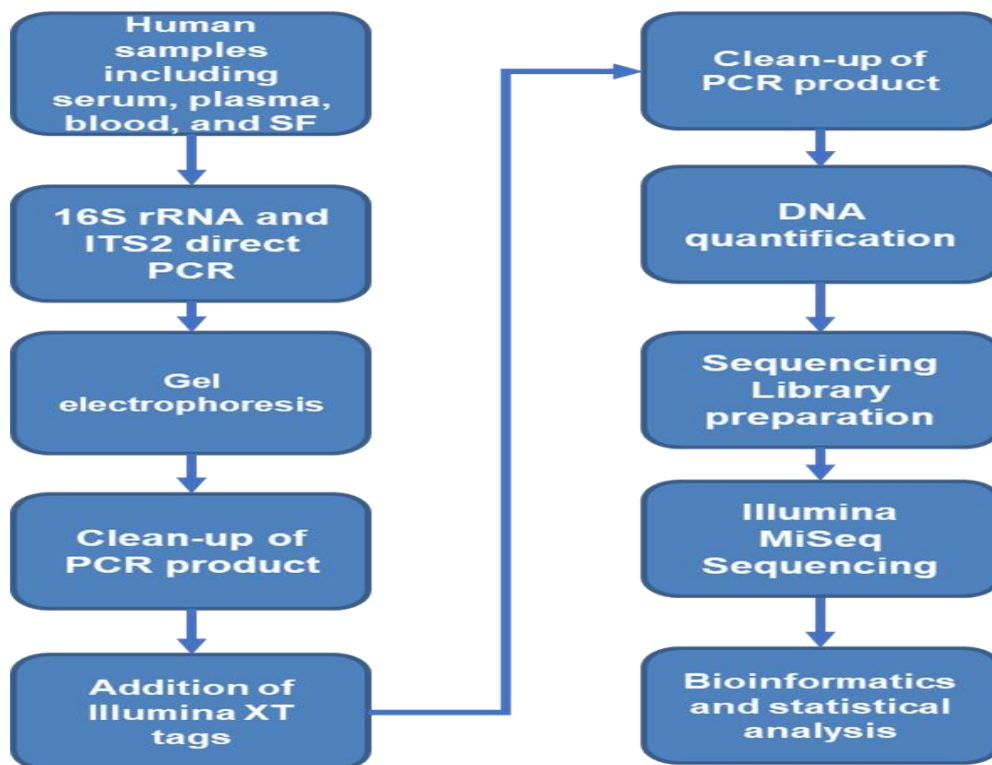 Human
samples
including
serum, plasma,
blood, and SF
16S rRNA and
ITS2 direct
PCR
Gel
electrophoresis
Clean-up of
PCR product
Addition of
Illumina XT
tags
Clean-up of
PCR product
DNA
quantification
Sequencing
Library
preparation
Illumina
MiSeq
Sequencing
Bioinformatics
and statistical
analysis